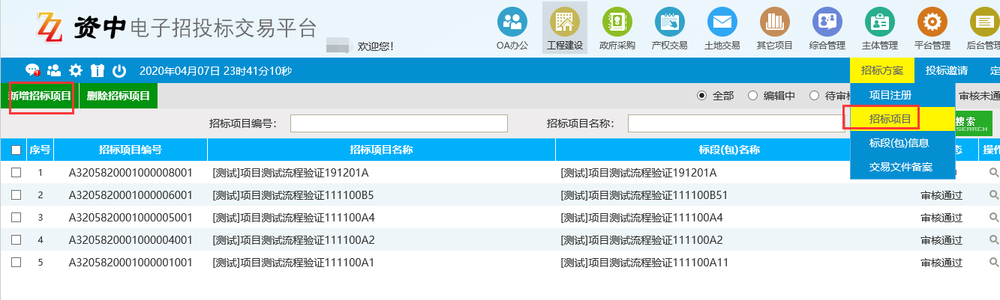 ZZ 资中 电子招投标交易平台
欢迎您!
OA办公 工程建设 政府采购 产权交易 土地交易 其它项目 综合管理 主体管理 平台管理 后台管理
2020年04月07日 23时41分10秒
招标方案 投标邀请 定
新增招标项目 删除招标项目
全部 编辑中 待审核 审核未通
项目注册
招标项目
标段(包)信息
交易文件备案
招标项目编号: 招标项目名称: 搜索
SEARCH
序号 招标项目编号 招标项目名称 标段(包)名称 态 操作
1 A3205820001000008001 [测试]项目测试流程验证191201A [测试]项目测试流程验证191201A
2 A3205820001000006001 [测试]项目测试流程验证111100B5 [测试]项目测试流程验证111100B51 审核通过
3 A3205820001000005001 [测试]项目测试流程验证111100A4 [测试]项目测试流程验证111100A4 审核通过
4 A3205820001000004001 [测试]项目测试流程验证111100A2 [测试]项目测试流程验证111100A2 审核通过
5 A3205820001000001001 [测试]项目测试流程验证111100A1 [测试]项目测试流程验证111100A11 审核通过